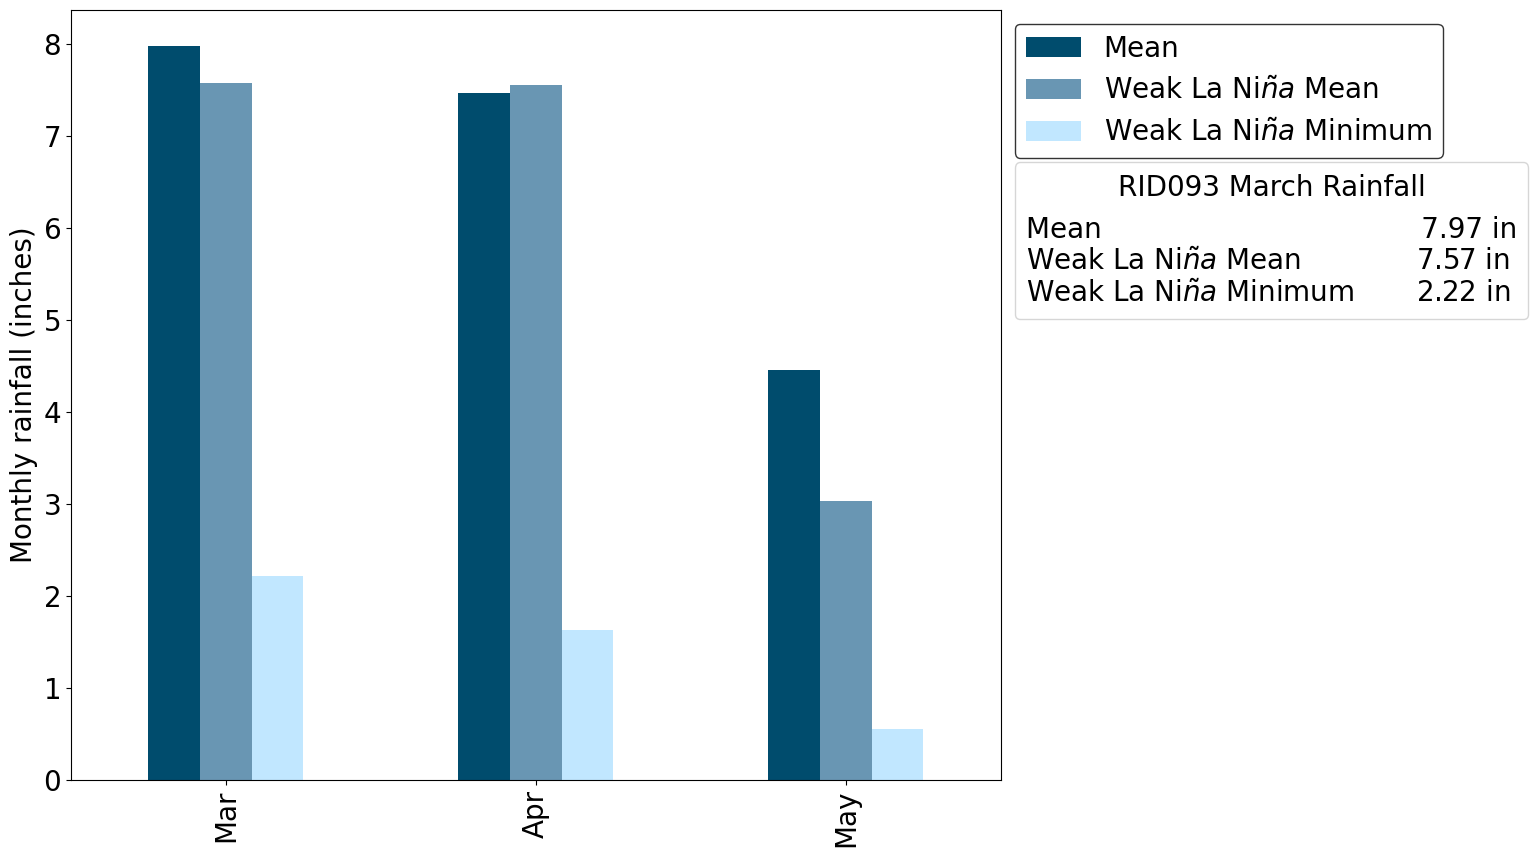 Mean
Weak La Niña Mean
Weak La Niña Minimum
RID093 March Rainfall
Mean 7.97 in
Weak La Niña Mean 7.57 in
Weak La Niña Minimum 2.22 in
Monthly rainfall (inches)
8
7
6
5
4
3
2
1
0
Mar
Apr
May